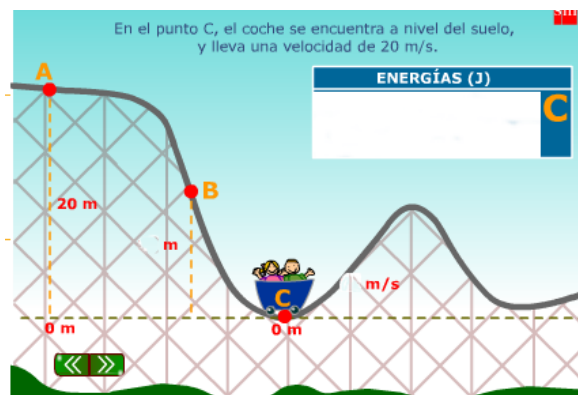 En el punto C, el coche se encuentra a nivel del suelo,
y lleva una velocidad de 20 m/s.
ENERGÍAS (J)
C
A
B
20 m
m
m/s
C
0 m
0 m